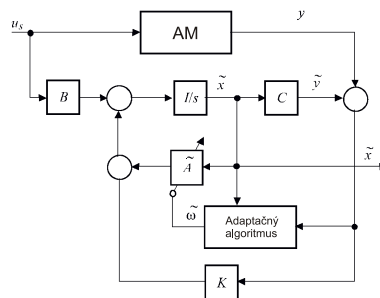 u_s
y
AM
B
I/s
x̃
C
ỹ
x̃
Ã
ω̃
Adaptačný
algoritmus
K